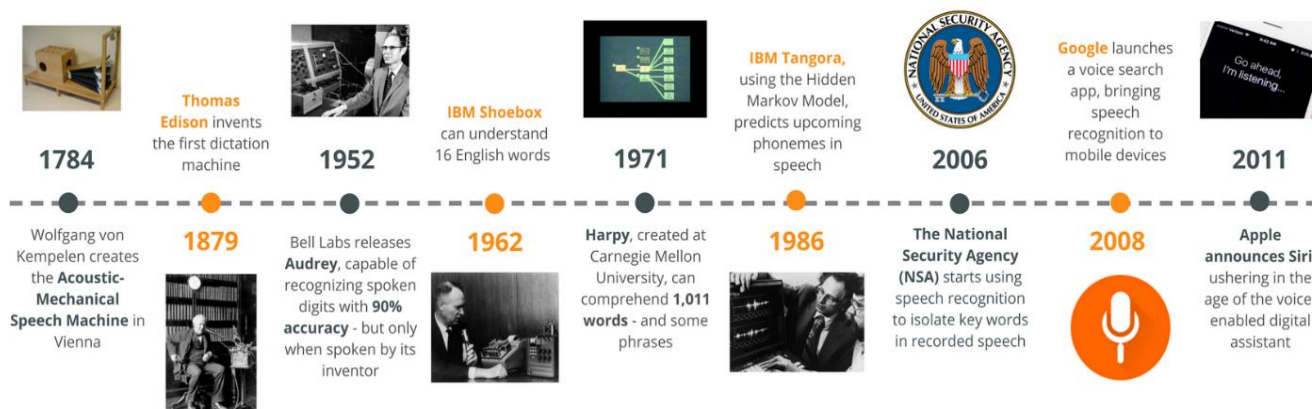 1784
Wolfgang von
Kempelen creates
the Acoustic-
Mechanical
Speech Machine in
Vienna
Thomas
Edison invents
the first dictation
machine
1879
1952
Bell Labs releases
Audrey, capable of
recognizing spoken
digits with 90%
accuracy - but only
when spoken by its
inventor
IBM Shoebox
can understand
16 English words
1962
1971
Harpy, created at
Carnegie Mellon
University, can
comprehend 1,011
words - and some
phrases
IBM Tangora,
using the Hidden
Markov Model,
predicts upcoming
phonemes in
speech
1986
NATIONAL SECURITY AGENCY
UNITED STATES OF AMERICA
2006
The National
Security Agency
(NSA) starts using
speech recognition
to isolate key words
in recorded speech
Google launches
a voice search
app, bringing
speech
recognition to
mobile devices
2008
Verizon
9:42 AM
Go ahead,
I'm listening...
2011
Apple
announces Siri
ushering in the
age of the voice
enabled digital
assistant